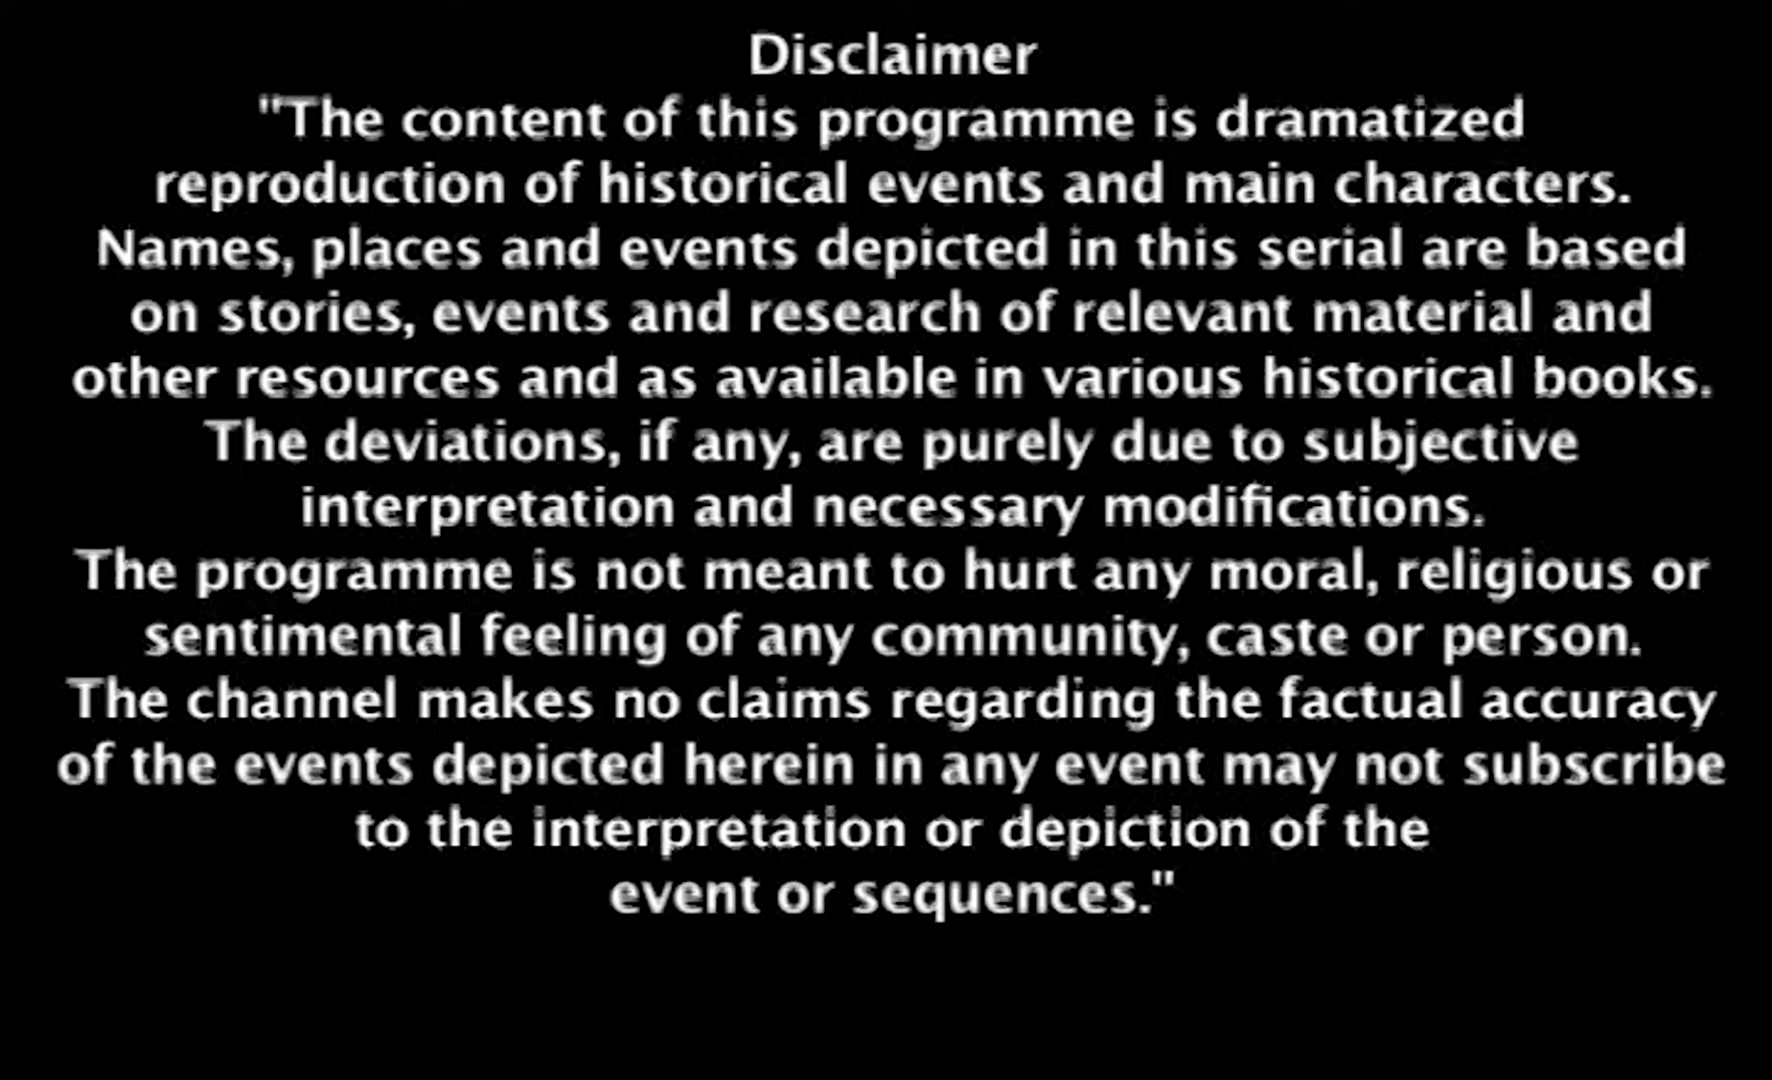 Disclaimer
"The content of this programme is dramatized
reproduction of historical events and main characters.
Names, places and events depicted in this serial are based
on stories, events and research of relevant material and
other resources and as available in various historical books.
The deviations, if any, are purely due to subjective
interpretation and necessary modifications.
The programme is not meant to hurt any moral, religious or
sentimental feeling of any community, caste or person.
The channel makes no claims regarding the factual accuracy
of the events depicted herein in any event may not subscribe
to the interpretation or depiction of the
event or sequences."